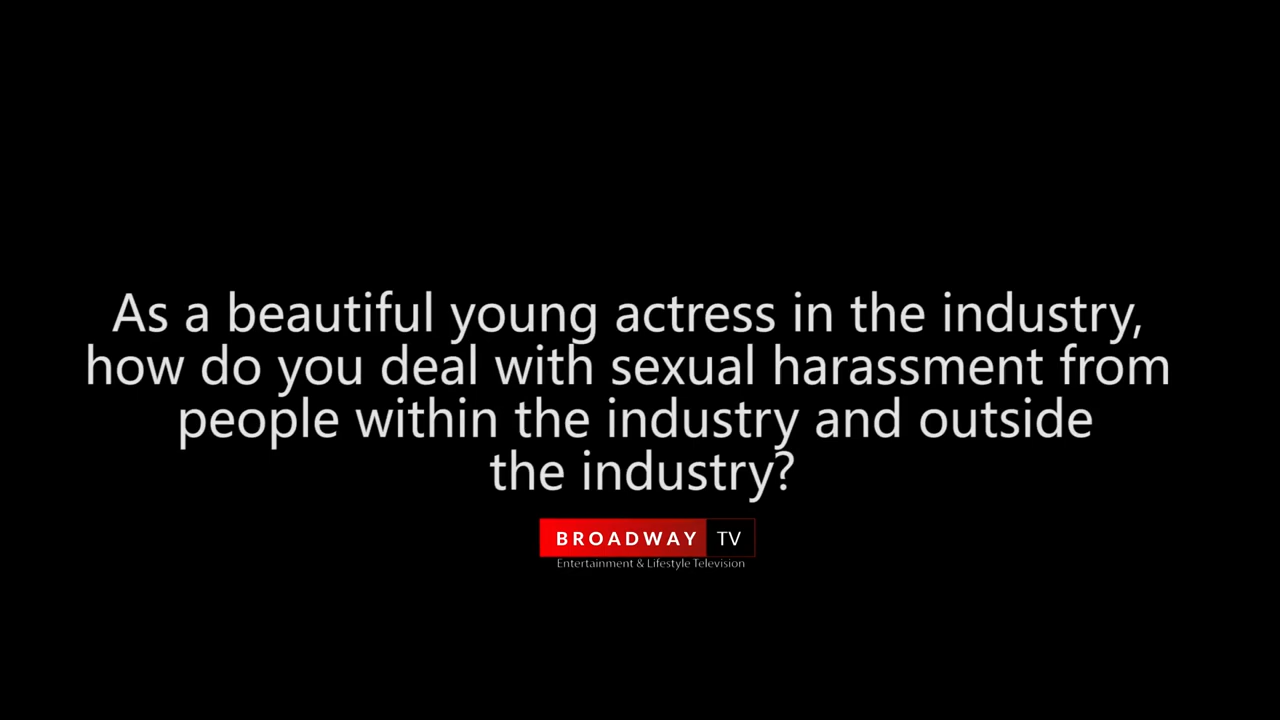 As a beautiful young actress in the industry,
how do you deal with sexual harassment from
people within the industry and outside
the industry?
BROADWAY TV
Entertainment & Lifestyle Television